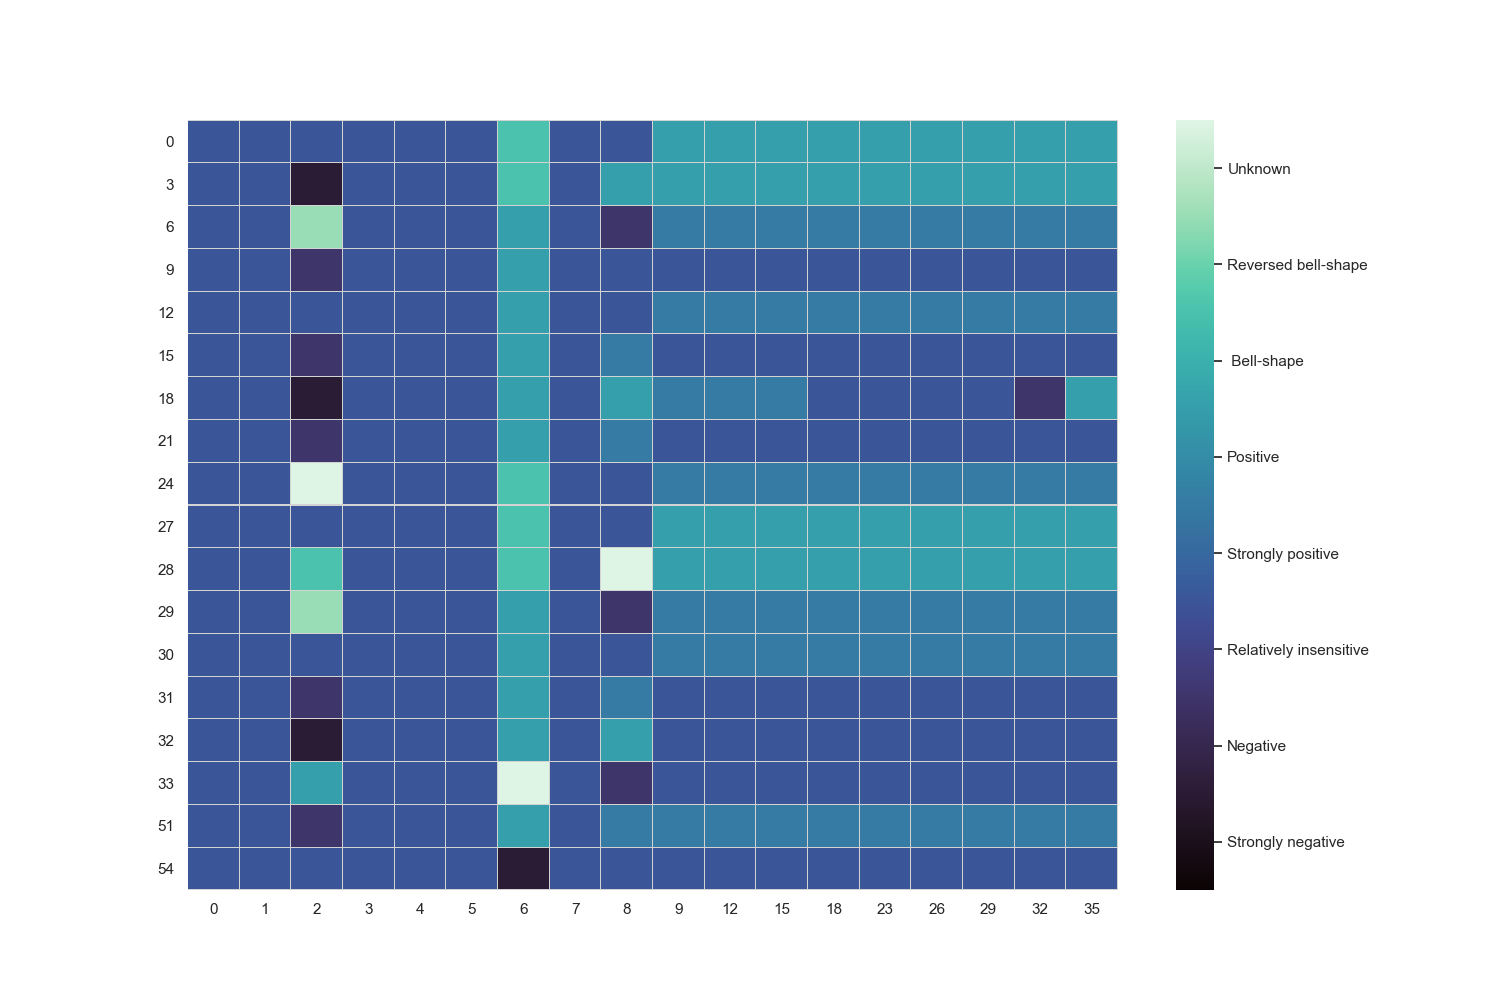 0
3
6
9
12
15
18
21
24
27
28
29
30
31
32
33
51
54
0 1 2 3 4 5 6 7 8 9 12 15 18 23 26 29 32 35
Unknown
Reversed bell-shape
Bell-shape
Positive
Strongly positive
Relatively insensitive
Negative
Strongly negative